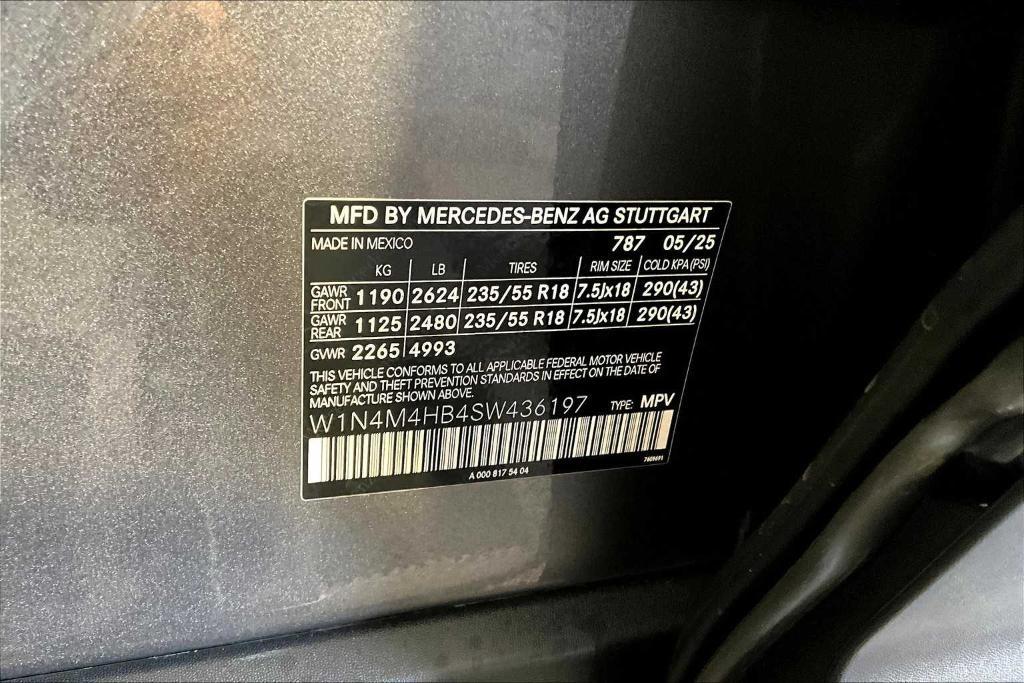 MFD BY MERCEDES-BENZ AG STUTTGART
MADE IN MEXICO 787 05/25
KG LB TIRES RIM SIZE COLD KPA (PSI)
GAWR FRONT 1190 2624 235/55 R18 7.5Jx18 290(43)
GAWR REAR 1125 2480 235/55 R18 7.5Jx18 290(43)
GVWR 2265 4993
THIS VEHICLE CONFORMS TO ALL APPLICABLE FEDERAL MOTOR VEHICLE
SAFETY AND THEFT PREVENTION STANDARDS IN EFFECT ON THE DATE OF
MANUFACTURE SHOWN ABOVE.
W1N4M4HB4SW436197 TYPE: MPV
A 000 817 54 04